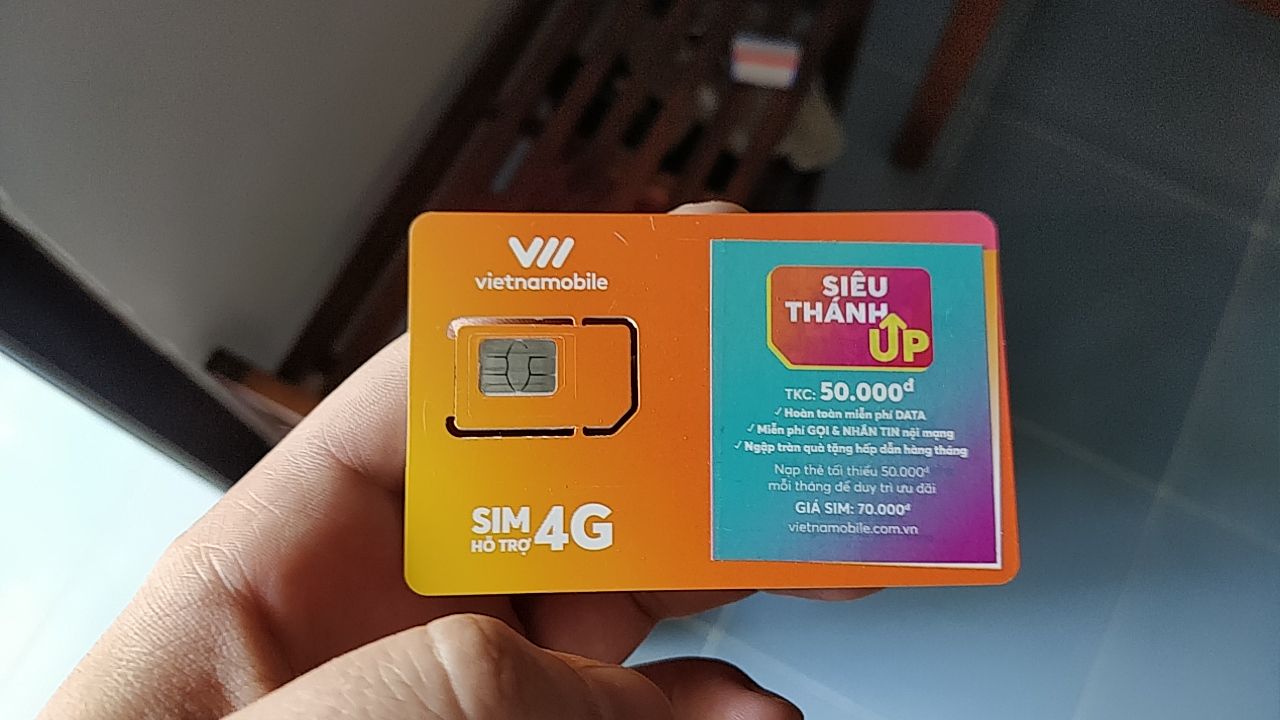 vietnamobile
SIM
HỖ TRỢ
4G
SIÊU
THÁNH
UP
TKC: 50.000đ
✓ Hoàn toàn miễn phí DATA
✓ Miễn phí GỌI & NHẮN TIN nội mạng
✓ Ngập tràn quà tặng hấp dẫn hàng tháng
Nạp thẻ tối thiểu 50.000đ
mỗi tháng để duy trì ưu đãi
GIÁ SIM: 70.000đ
vietnamobile.com.vn